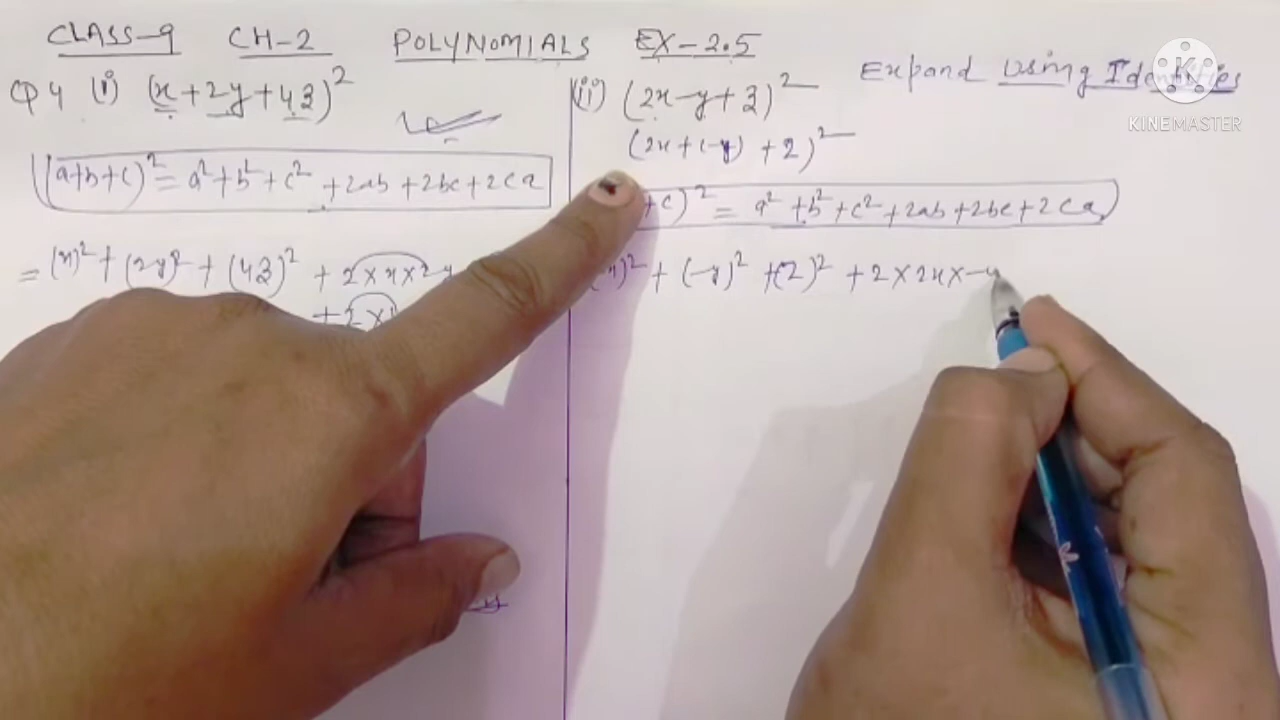 CLASS-9 CH-2 POLYNOMIALS EX-2.5
Q4 (i) (x+2y+4z)²
(a+b+c)² = a²+b²+c²+2ab+2bc+2ca
= (x)²+(2y)²+(4z)²+2×x×2y
+2×
Expand Using Identities
(ii) (2x-y+z)²
(2x+(-y)+z)²
+c)² = a²+b²+c²+2ab+2bc+2ca
)²+(-y)²+(z)²+2×2x×-y
KINEMASTER